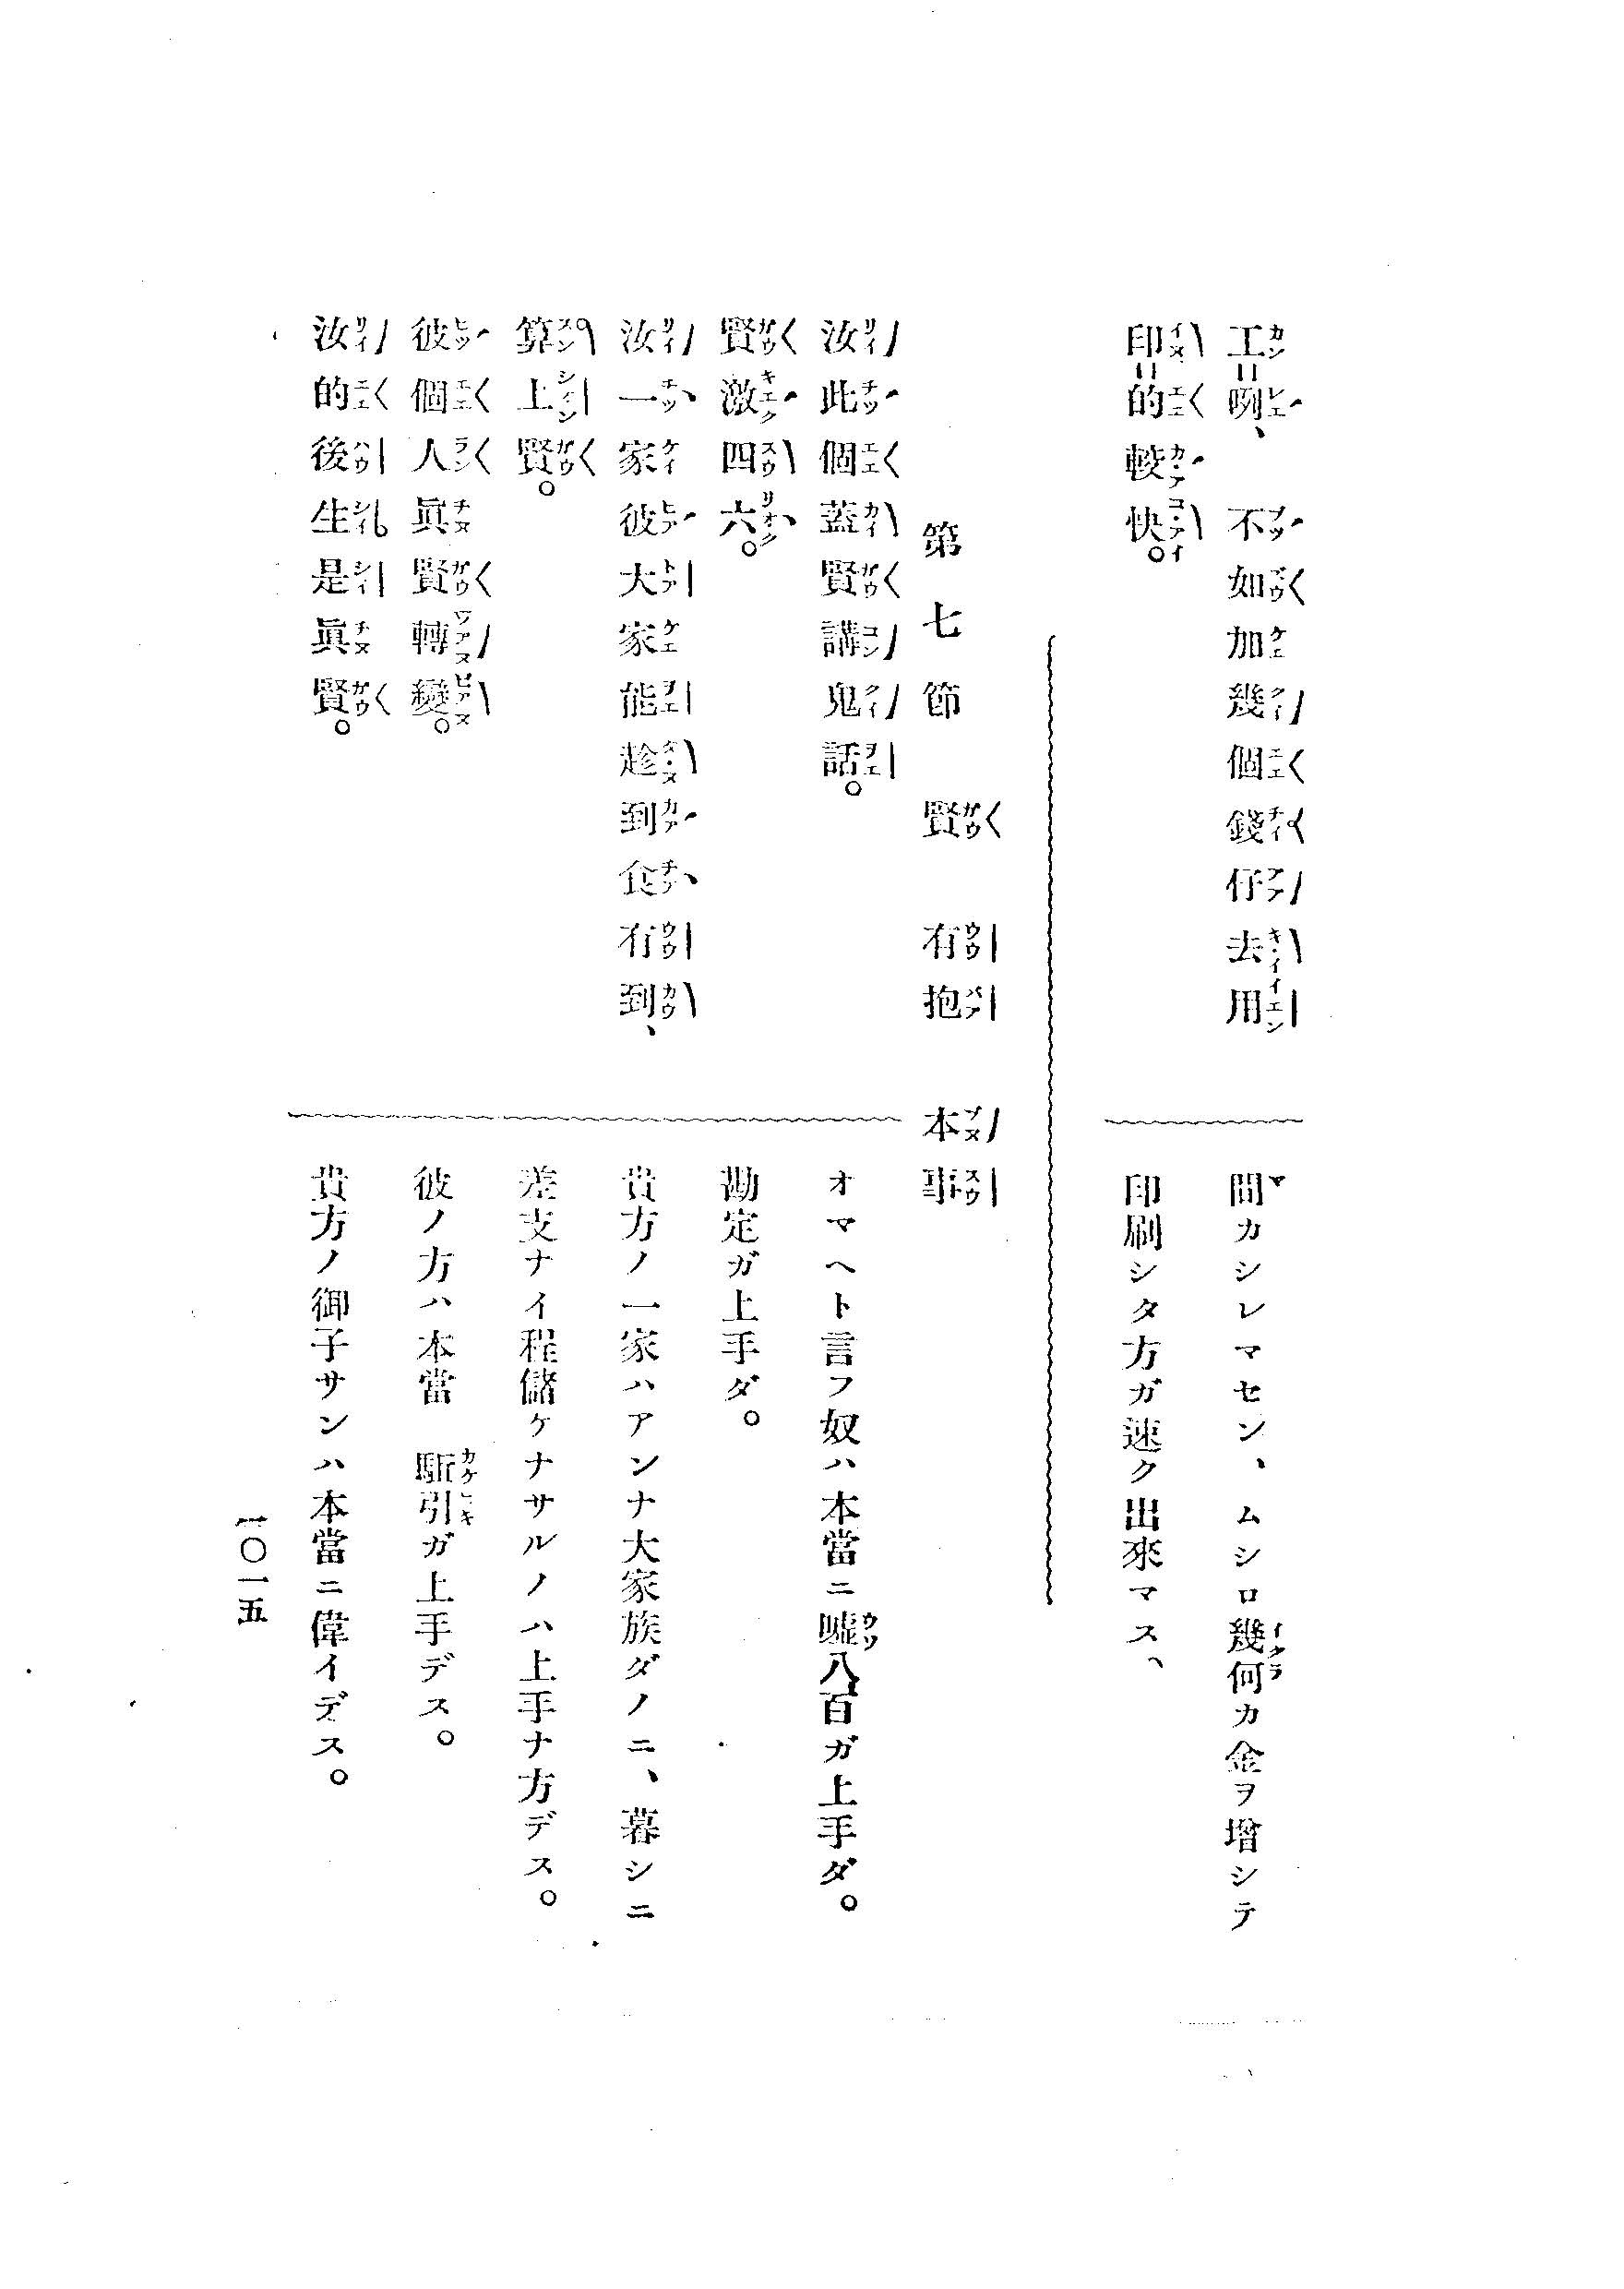 工=咧、不如加幾個錢仔去用
印=的較快。
間カシレマセン、ムシロ幾何カ金ヲ增シテ
印刷シタ方ガ速ク出來マス、
第七節 賢 有抱 本事
汝此個蓋賢講鬼話。
賢激四六。
汝一家彼大家能趁到食有到、
算上賢。
彼個人眞賢轉變。
汝的後生是眞賢。
オマヘト言フ奴ハ本當ニ嘘八百ガ上手ダ。
勘定ガ上手ダ。
貴方ノ一家ハアンナ大家族ダノニ、暮シニ
差支ナイ程儲ケナサルノハ上手ナ方デス。
彼ノ方ハ本當 駈引ガ上手デス。
貴方ノ御子サンハ本當ニ偉イデス。
一〇一五